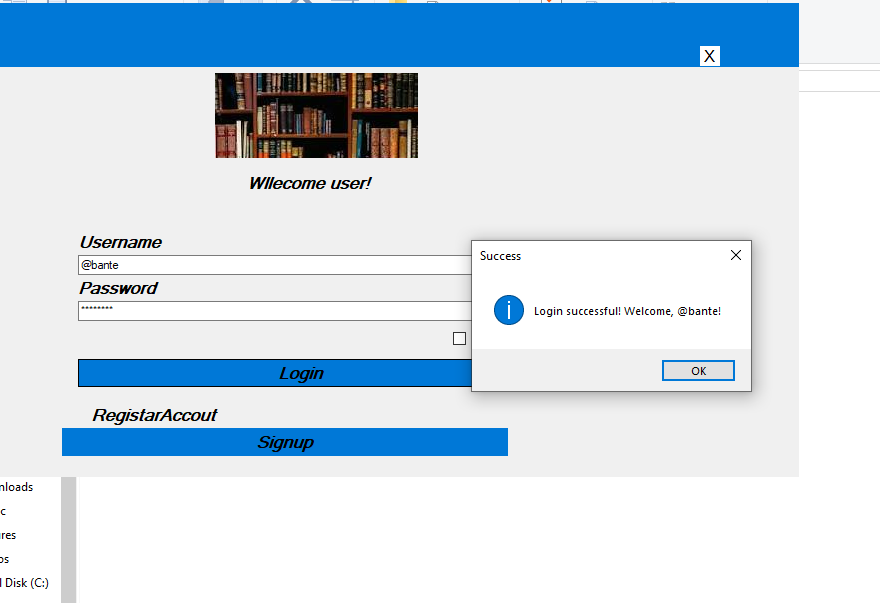 X
Wllecome user!
Username
@bante
Password
********
Login
RegistarAccout
Signup
Success
Login successful! Welcome, @bante!
OK
nloads
c
res
os
l Disk (C:)